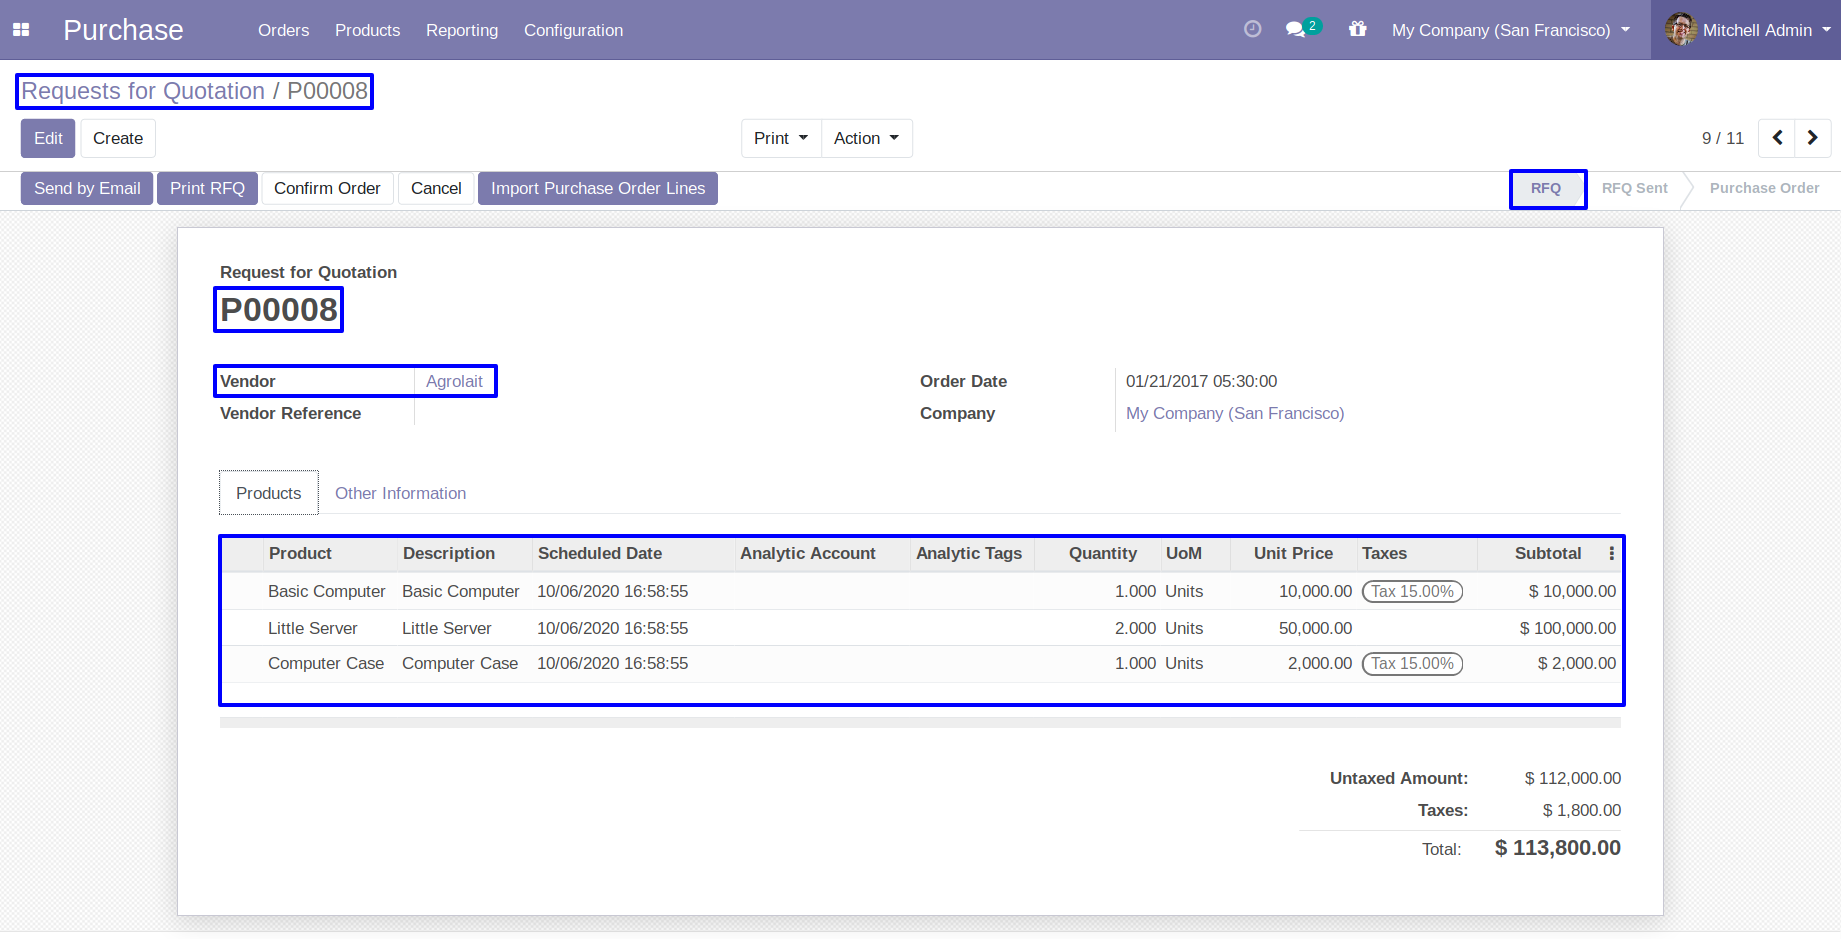 Purchase Orders Products Reporting Configuration 2 My Company (San Francisco) Mitchell Admin
Requests for Quotation / P00008
Edit Create Print Action 9 / 11
Send by Email Print RFQ Confirm Order Cancel Import Purchase Order Lines RFQ RFQ Sent Purchase Order
Request for Quotation
P00008
Vendor Agrolait Order Date 01/21/2017 05:30:00
Vendor Reference Company My Company (San Francisco)
Products Other Information
Product Description Scheduled Date Analytic Account Analytic Tags Quantity UoM Unit Price Taxes Subtotal
Basic Computer Basic Computer 10/06/2020 16:58:55 1.000 Units 10,000.00 Tax 15.00% $ 10,000.00
Little Server Little Server 10/06/2020 16:58:55 2.000 Units 50,000.00 $ 100,000.00
Computer Case Computer Case 10/06/2020 16:58:55 1.000 Units 2,000.00 Tax 15.00% $ 2,000.00
Untaxed Amount: $ 112,000.00
Taxes: $ 1,800.00
Total: $ 113,800.00